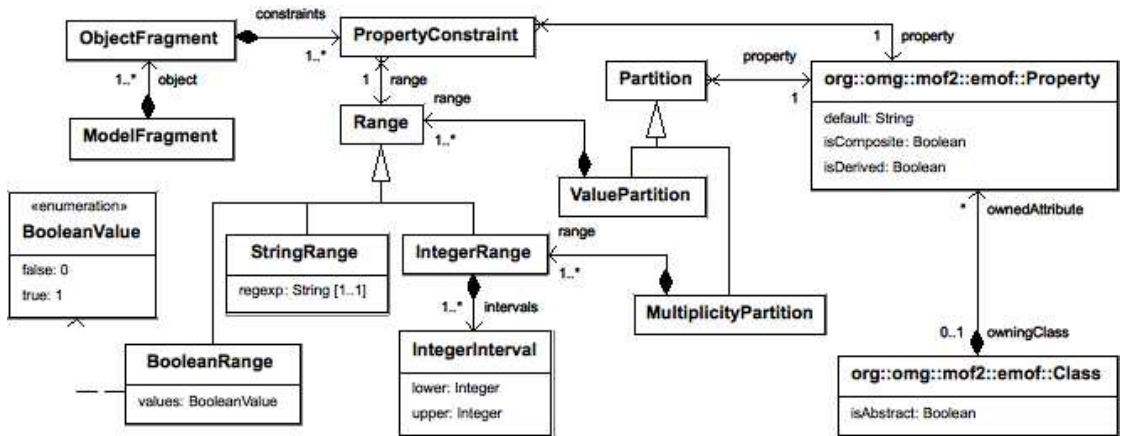 constraints
ObjectFragment
PropertyConstraint
1..*
1
property
1..*
object
1
range
Partition
property
1
org::omg::mof2::emof::Property
default: String
isComposite: Boolean
isDerived: Boolean
ModelFragment
Range
range
1..*
ValuePartition
«enumeration»
BooleanValue
false: 0
true: 1
*
ownedAttribute
StringRange
regexp: String [1..1]
IntegerRange
range
1..*
MultiplicityPartition
1..*
intervals
0..1
owningClass
BooleanRange
values: BooleanValue
IntegerInterval
lower: Integer
upper: Integer
org::omg::mof2::emof::Class
isAbstract: Boolean